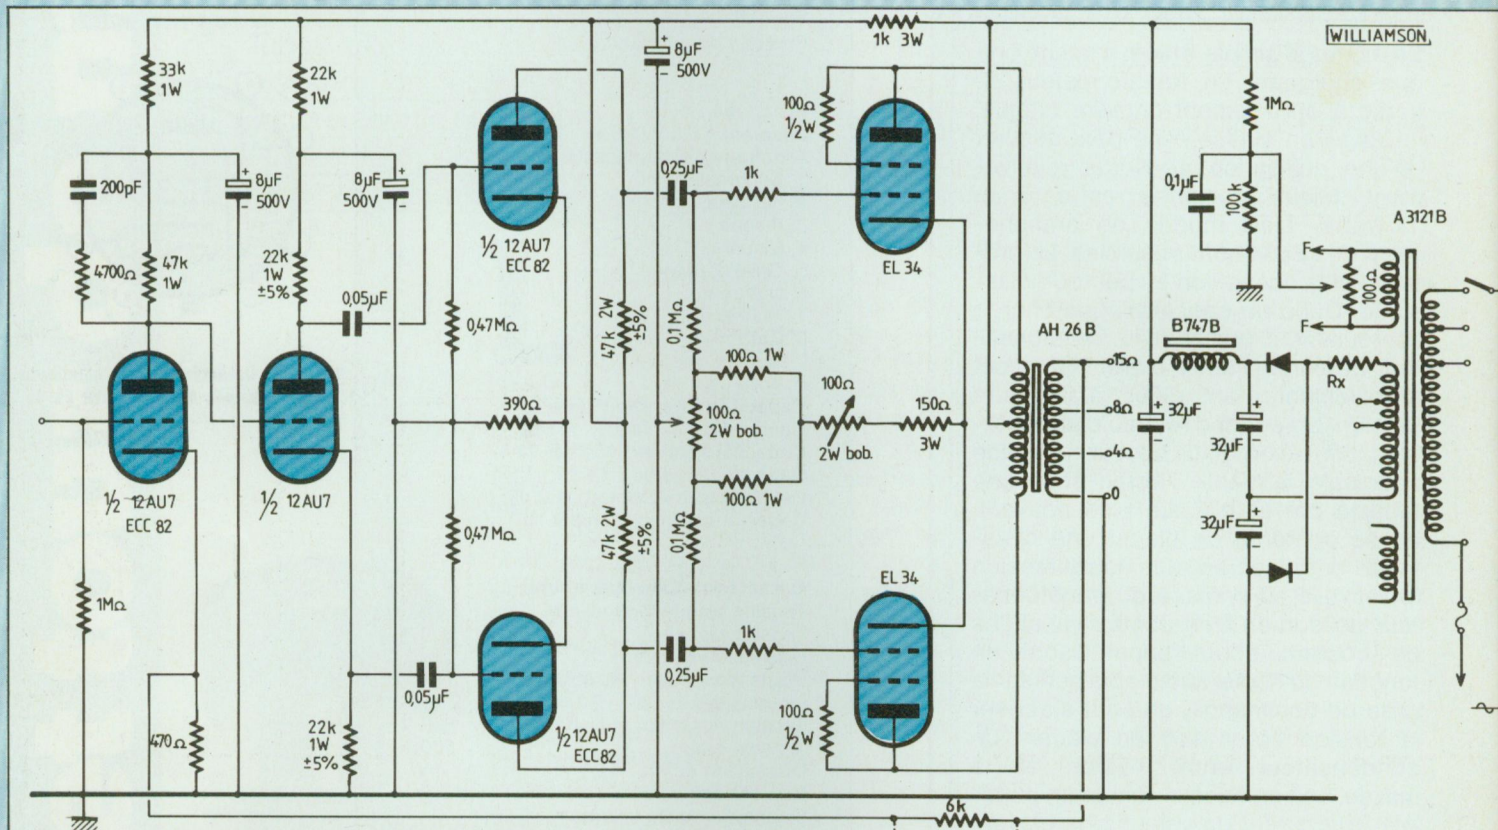 WILLIAMSON
33k
1W
22k
1W
8µF
500V
1k 3W
100Ω
½W
1MΩ
200pF
8µF
500V
8µF
500V
0,25µF
1k
0,1µF
100k
A3121B
½ 12AU7
ECC 82
EL 34
F
100Ω
F
4700Ω
47k
1W
22k
1W
±5%
0,05µF
0,47MΩ
47k 2W
±5%
0,1MΩ
AH 26 B
B747B
15Ω
Rx
100Ω 1W
100Ω
2W bob.
390Ω
100Ω
2W bob.
150Ω
3W
8Ω
32µF
32µF
4Ω
0
½ 12AU7
ECC 82
½ 12AU7
100Ω 1W
0,47MΩ
47k 2W
±5%
0,1MΩ
32µF
EL 34
1MΩ
1k
0,05µF
0,25µF
470Ω
22k
1W
±5%
½ 12AU7
ECC82
100Ω
½W
6k